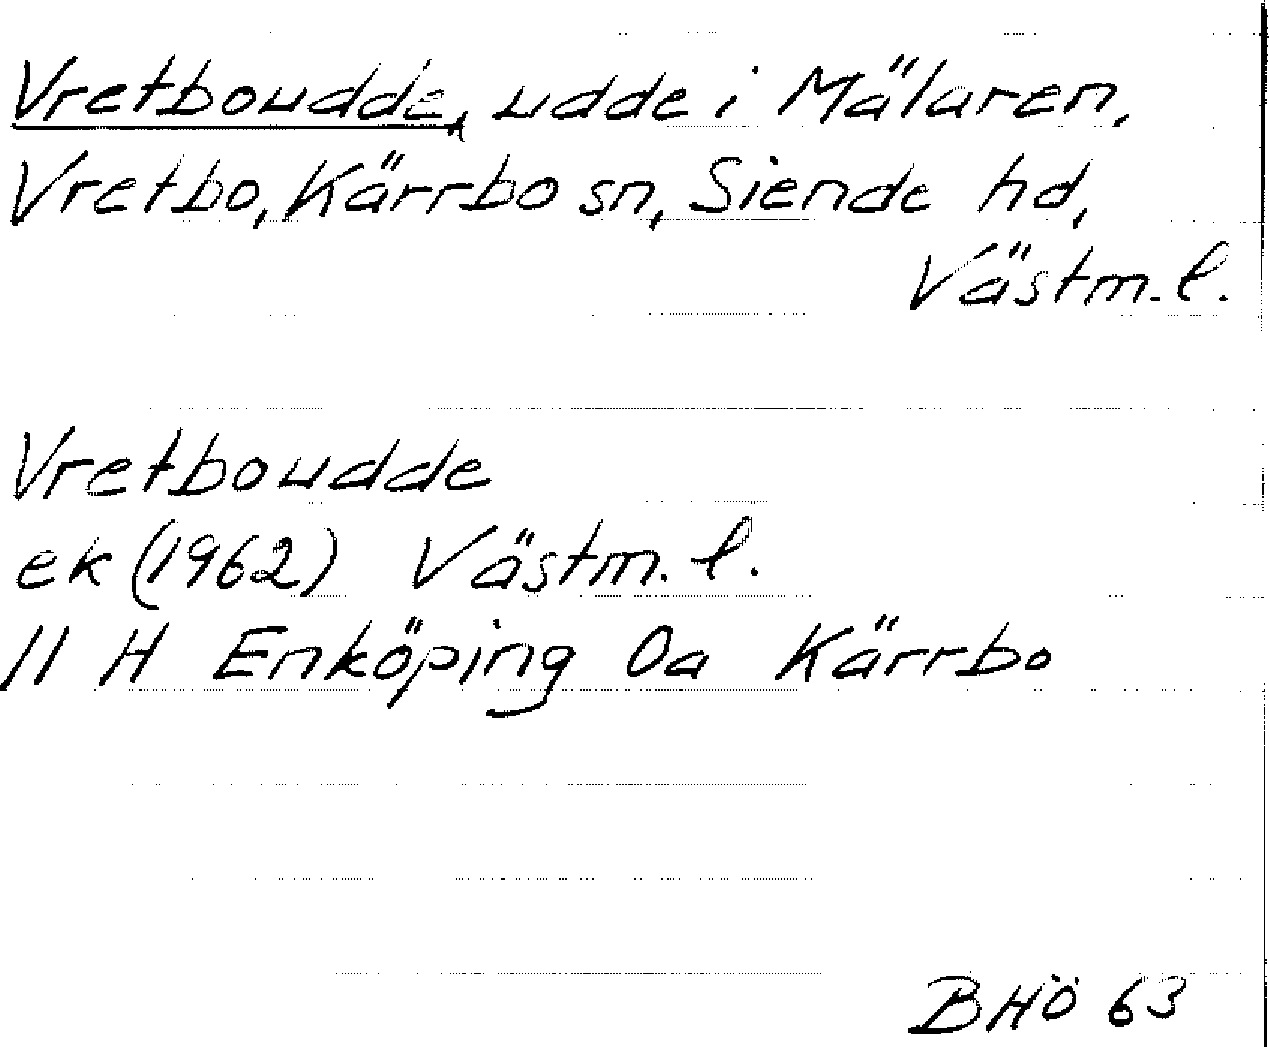 Vretboudde, udde i Mälaren,
Vretbo, Kärrbo sn, Siende hd,
Västm. l.
Vretboudde
ek (1962) Västm. l.
11 H Enköping 0a Kärrbo
BHÖ 63